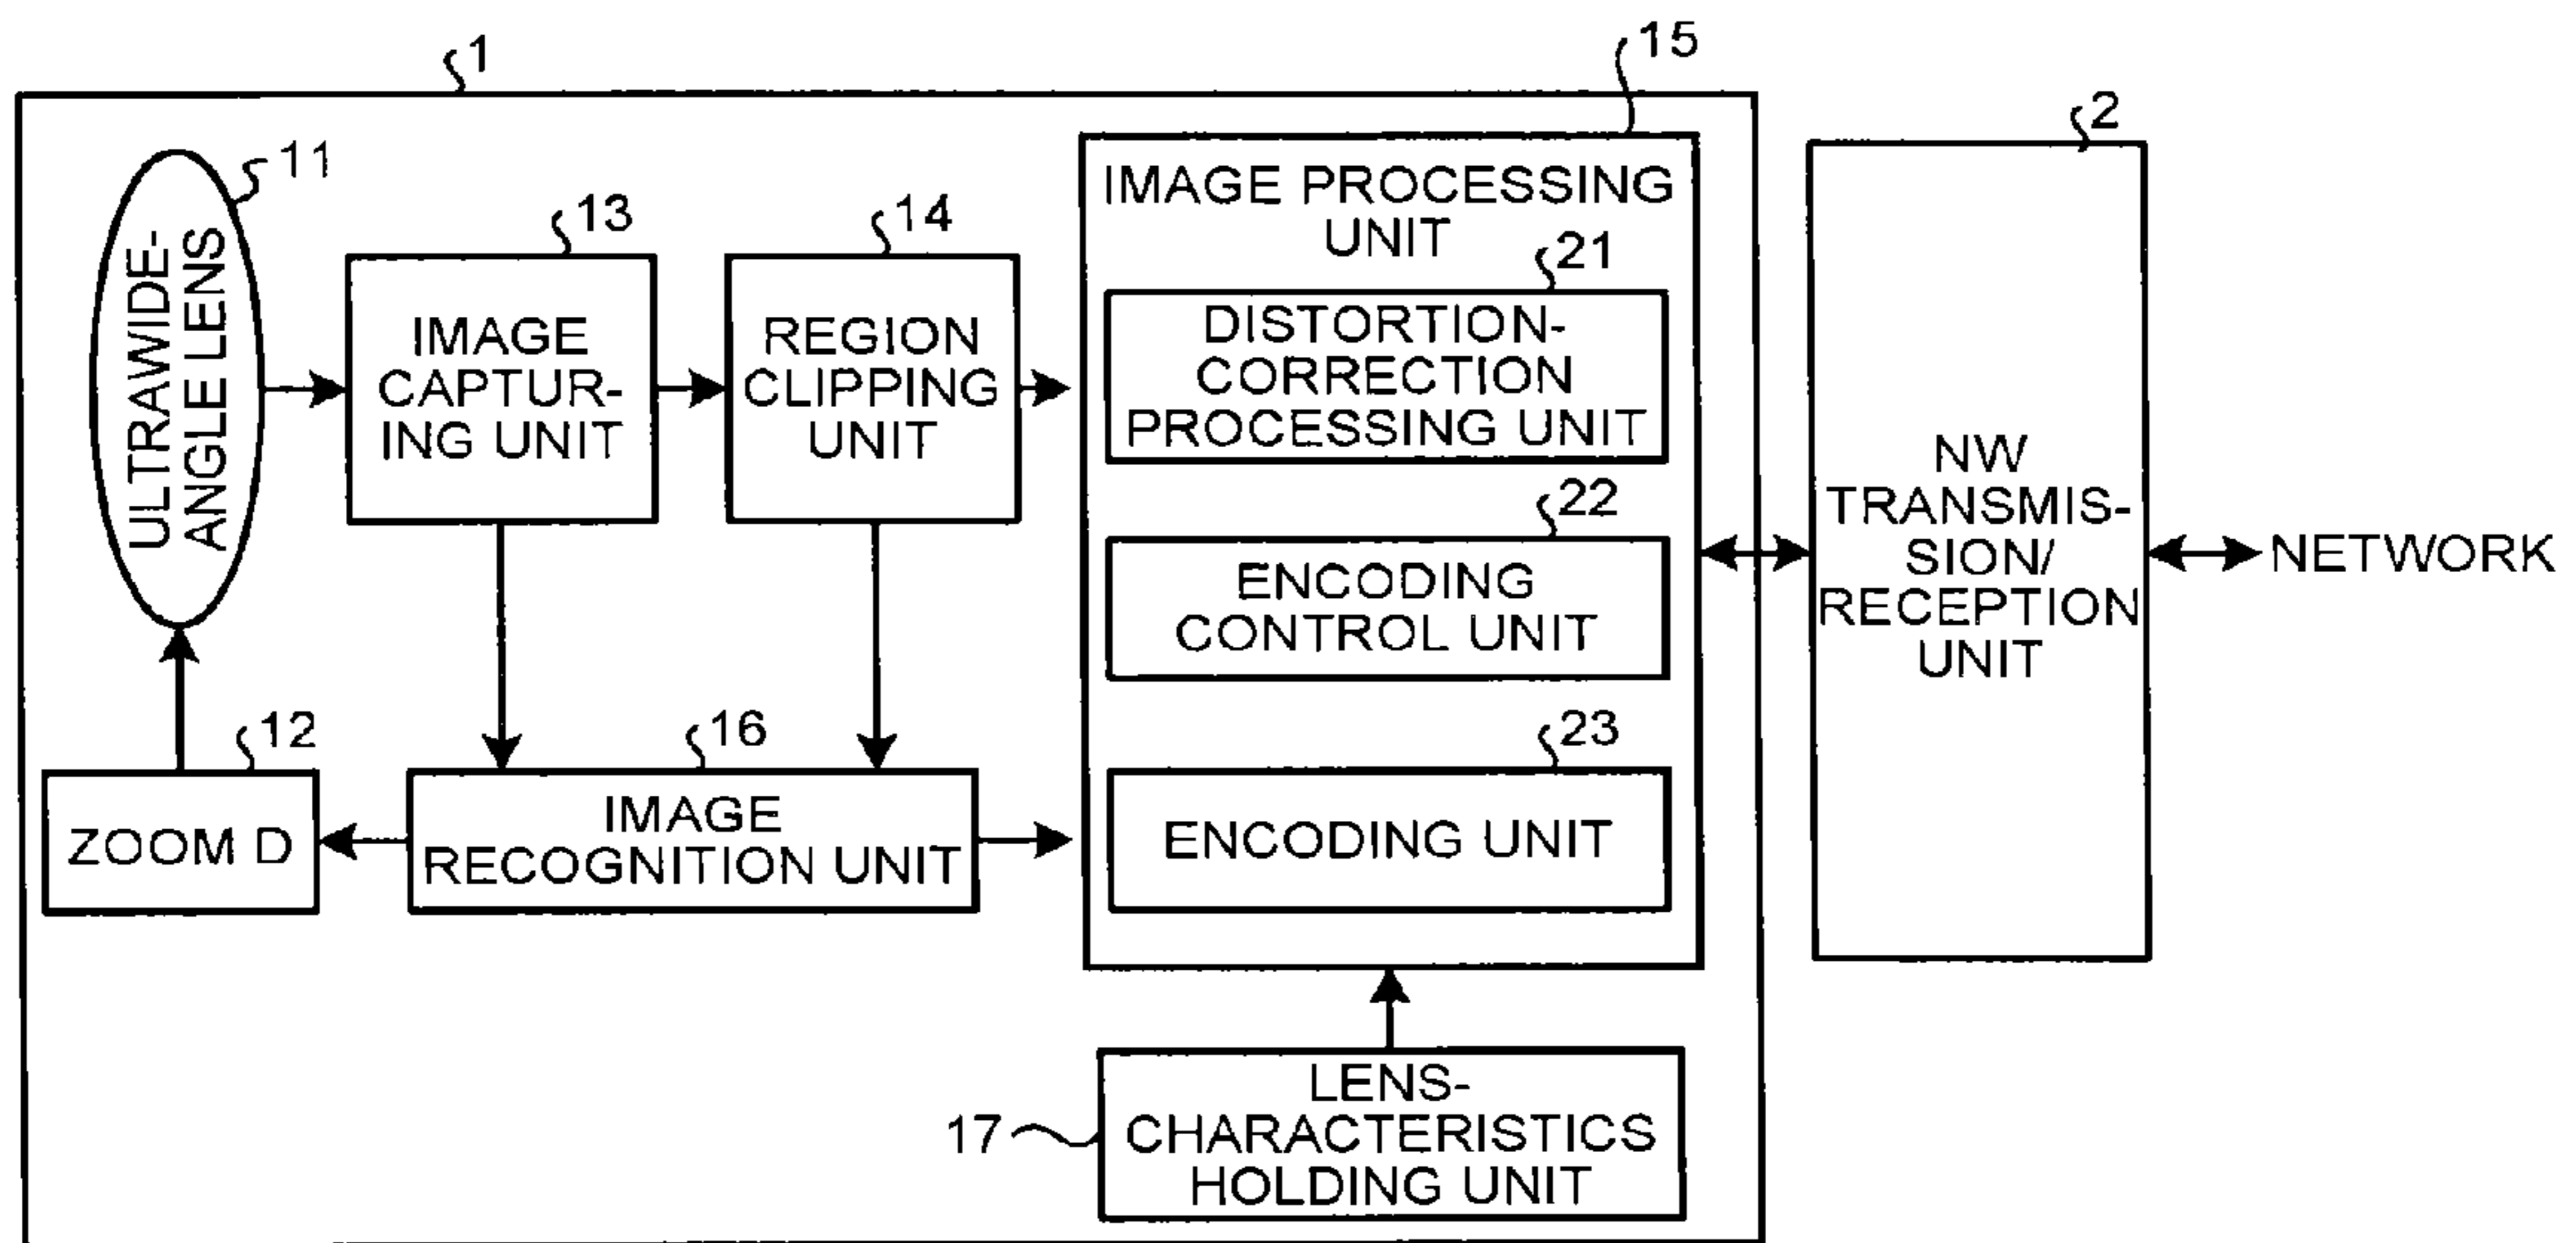 1
15
2
11
ULTRAWIDE-
ANGLE LENS
13
IMAGE
CAPTUR-
ING UNIT
14
REGION
CLIPPING
UNIT
IMAGE PROCESSING
UNIT
21
DISTORTION-
CORRECTION
PROCESSING UNIT
22
ENCODING
CONTROL UNIT
23
ENCODING UNIT
NW
TRANSMIS-
SION/
RECEPTION
UNIT
NETWORK
12
ZOOM D
16
IMAGE
RECOGNITION UNIT
17
LENS-
CHARACTERISTICS
HOLDING UNIT